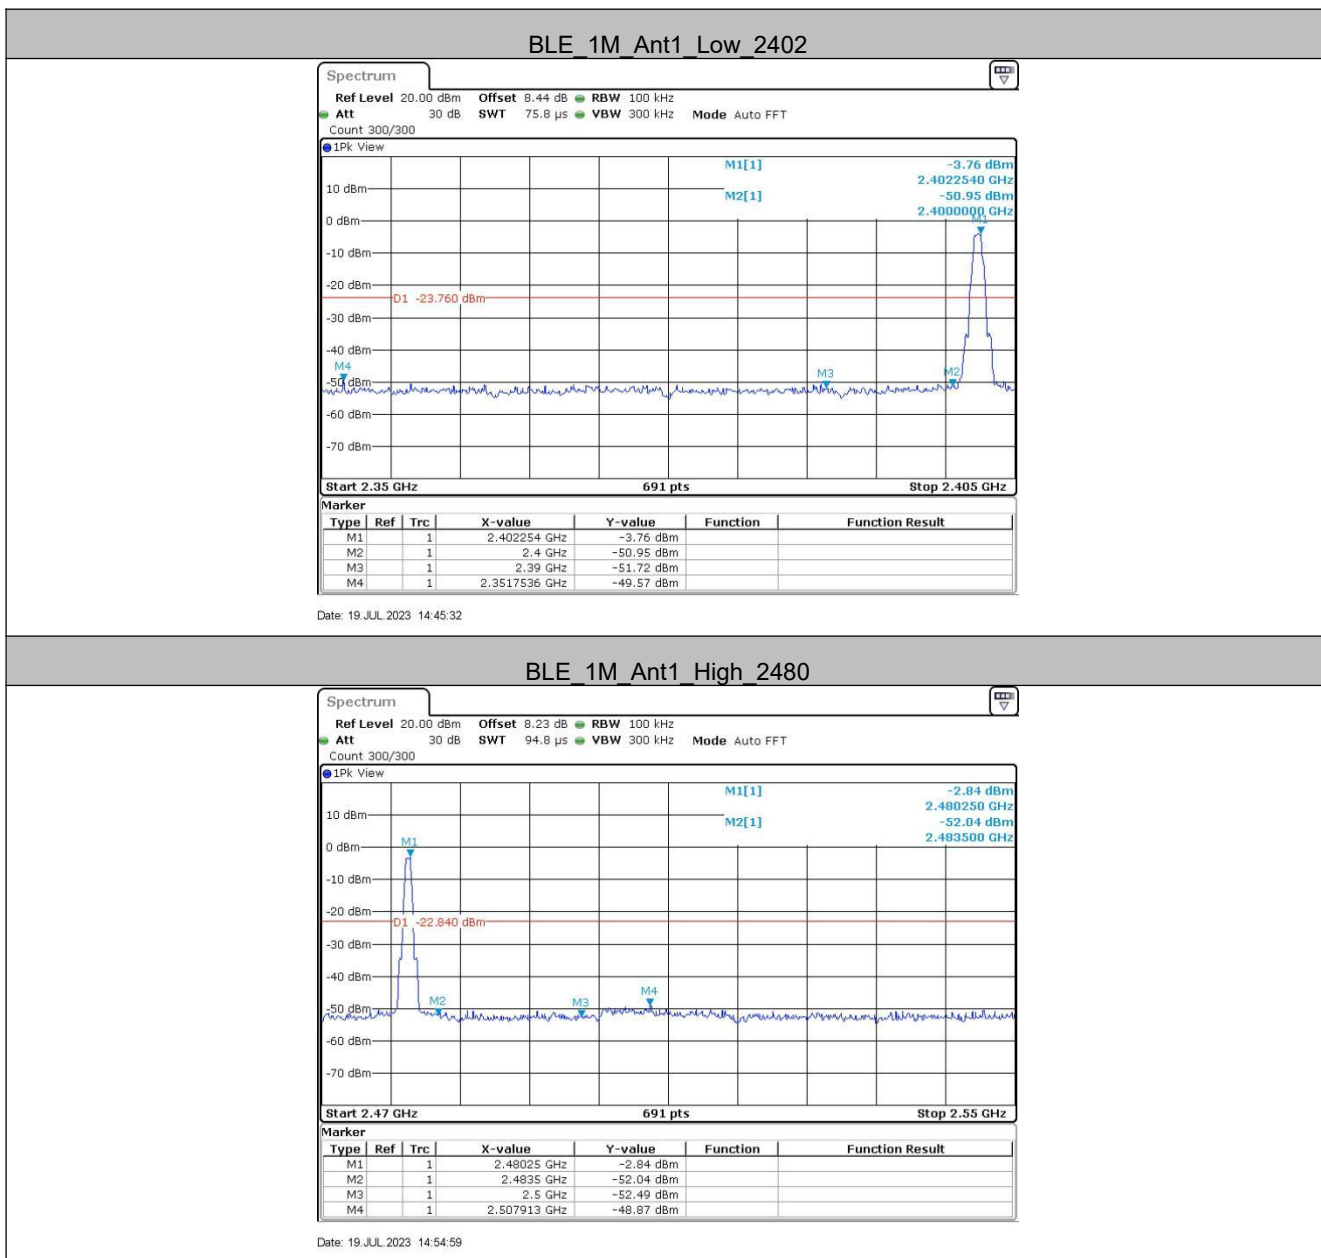 BLE_1M_Ant1_Low_2402
Spectrum
Ref Level 20.00 dBm Offset 8.44 dB RBW 100 kHz
Att 30 dB SWT 75.8 µs VBW 300 kHz Mode Auto FFT
Count 300/300
1Pk View
M1[1] -3.76 dBm
2.4022540 GHz
10 dBm M2[1] -50.95 dBm
2.4000000 GHz
0 dBm M1
-10 dBm
-20 dBm
D1 -23.760 dBm
-30 dBm
-40 dBm
M4 M3 M2
-50 dBm
-60 dBm
-70 dBm
Start 2.35 GHz 691 pts Stop 2.405 GHz
Marker
Type Ref Trc X-value Y-value Function Function Result
M1 1 2.402254 GHz -3.76 dBm
M2 1 2.4 GHz -50.95 dBm
M3 1 2.39 GHz -51.72 dBm
M4 1 2.3517536 GHz -49.57 dBm
Date: 19.JUL.2023 14:45:32
BLE_1M_Ant1_High_2480
Spectrum
Ref Level 20.00 dBm Offset 8.23 dB RBW 100 kHz
Att 30 dB SWT 94.8 µs VBW 300 kHz Mode Auto FFT
Count 300/300
1Pk View
M1[1] -2.84 dBm
2.480250 GHz
10 dBm M2[1] -52.04 dBm
2.483500 GHz
0 dBm M1
-10 dBm
-20 dBm
D1 -22.840 dBm
-30 dBm
-40 dBm
M2 M3 M4
-50 dBm
-60 dBm
-70 dBm
Start 2.47 GHz 691 pts Stop 2.55 GHz
Marker
Type Ref Trc X-value Y-value Function Function Result
M1 1 2.48025 GHz -2.84 dBm
M2 1 2.4835 GHz -52.04 dBm
M3 1 2.5 GHz -52.49 dBm
M4 1 2.507913 GHz -48.87 dBm
Date: 19.JUL.2023 14:54:59